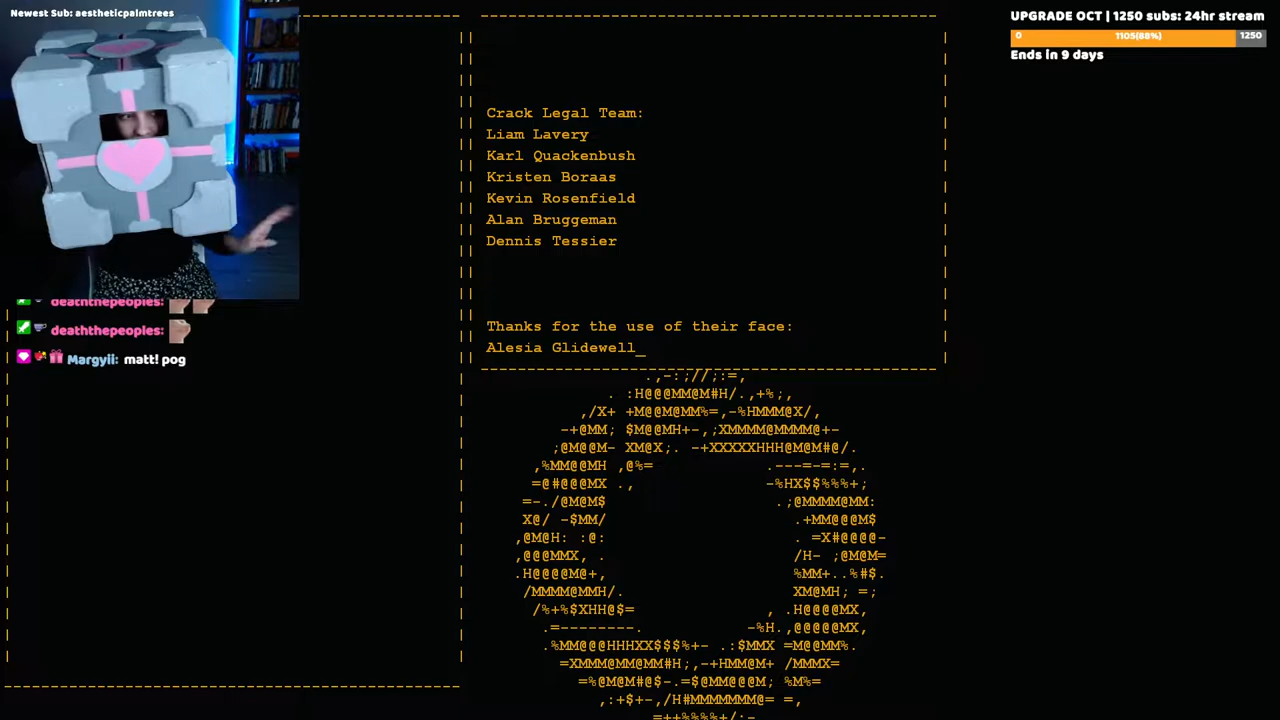 Newest Sub: aestheticpalmtrees
UPGRADE OCT | 1250 subs: 24hr stream
0 1105(88%) 1250
Ends in 9 days
Crack Legal Team:
Liam Lavery
Karl Quackenbush
Kristen Boraas
Kevin Rosenfield
Alan Bruggeman
Dennis Tessier
Thanks for the use of their face:
Alesia Glidewell_
deaththepeoples:
deaththepeoples:
Margyii: matt! pog